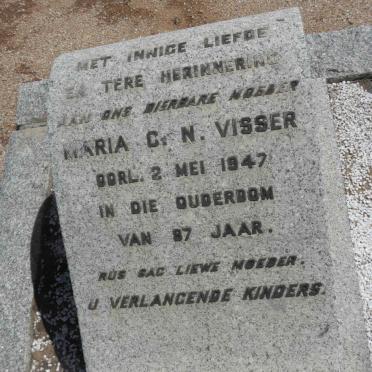 MET INNIGE LIEFDE
EN TERE HERINNERING
AAN ONS DIERBARE MOEDER
MARIA C. N. VISSER
OORL. 2 MEI 1947
IN DIE OUDERDOM
VAN 87 JAAR.
RUS SAG LIEWE MOEDER.
U VERLANGENDE KINDERS.